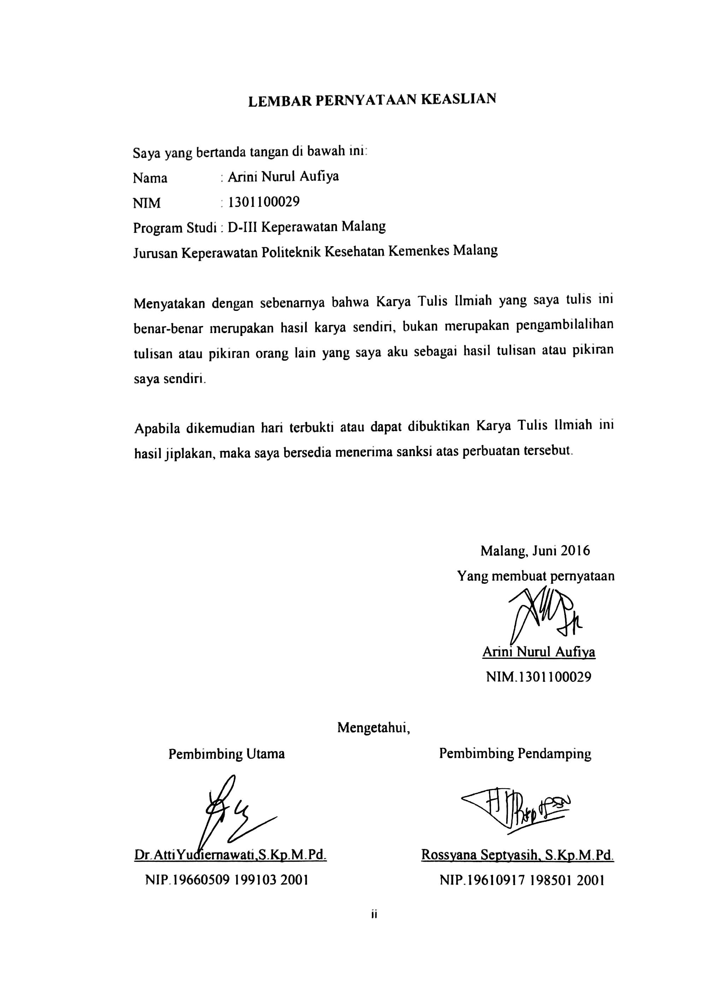 LEMBAR PERNYATAAN KEASLIAN
Saya yang bertanda tangan di bawah ini:
Nama : Arini Nurul Aufiya
NIM : 1301100029
Program Studi : D-III Keperawatan Malang
Jurusan Keperawatan Politeknik Kesehatan Kemenkes Malang
Menyatakan dengan sebenarnya bahwa Karya Tulis Ilmiah yang saya tulis ini
benar-benar merupakan hasil karya sendiri, bukan merupakan pengambilalihan
tulisan atau pikiran orang lain yang saya aku sebagai hasil tulisan atau pikiran
saya sendiri.
Apabila dikemudian hari terbukti atau dapat dibuktikan Karya Tulis Ilmiah ini
hasil jiplakan, maka saya bersedia menerima sanksi atas perbuatan tersebut.
Malang, Juni 2016
Yang membuat pernyataan
Arini Nurul Aufiya
NIM.1301100029
Mengetahui,
Pembimbing Utama Pembimbing Pendamping
Dr.AttiYudiernawati,S.Kp.M.Pd. Rossyana Septyasih, S.Kp.M.Pd.
NIP.19660509 199103 2001 NIP.19610917 198501 2001
ii